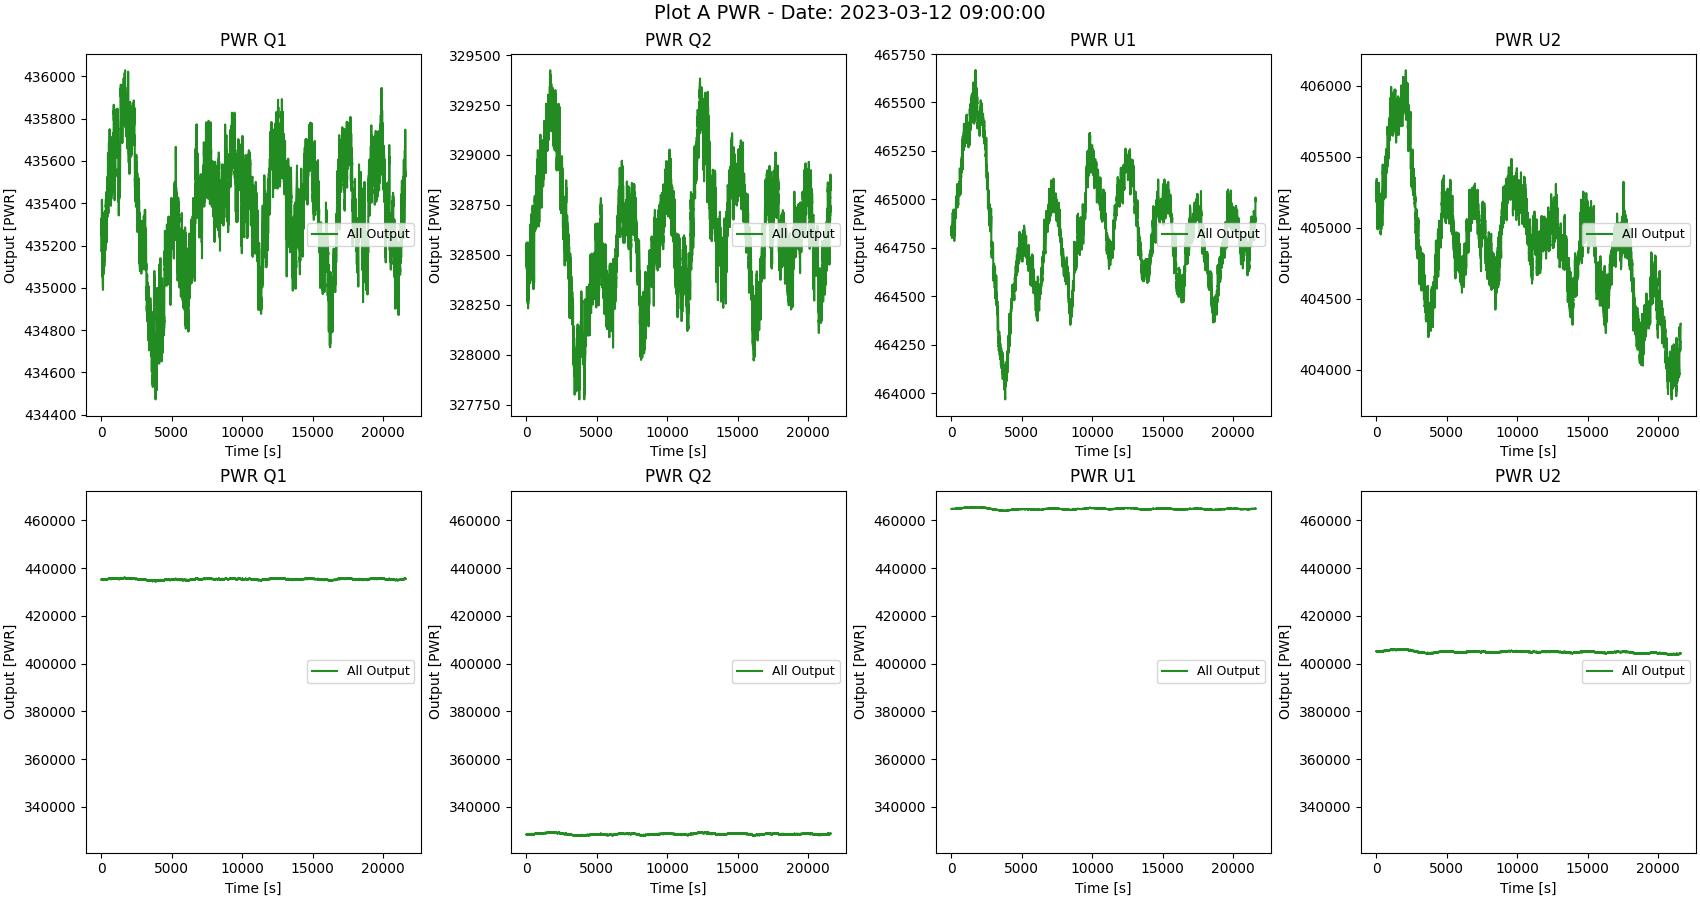 Plot A PWR - Date: 2023-03-12 09:00:00
PWR Q1
Output [PWR]
436000
435800
435600
435400
435200
435000
434800
434600
434400
All Output
0 5000 10000 15000 20000
Time [s]
PWR Q2
Output [PWR]
329500
329250
329000
328750
328500
328250
328000
327750
All Output
0 5000 10000 15000 20000
Time [s]
PWR U1
Output [PWR]
465750
465500
465250
465000
464750
464500
464250
464000
All Output
0 5000 10000 15000 20000
Time [s]
PWR U2
Output [PWR]
406000
405500
405000
404500
404000
All Output
0 5000 10000 15000 20000
Time [s]
PWR Q1
Output [PWR]
460000
440000
420000
400000
380000
360000
340000
All Output
0 5000 10000 15000 20000
Time [s]
PWR Q2
Output [PWR]
460000
440000
420000
400000
380000
360000
340000
All Output
0 5000 10000 15000 20000
Time [s]
PWR U1
Output [PWR]
460000
440000
420000
400000
380000
360000
340000
All Output
0 5000 10000 15000 20000
Time [s]
PWR U2
Output [PWR]
460000
440000
420000
400000
380000
360000
340000
All Output
0 5000 10000 15000 20000
Time [s]